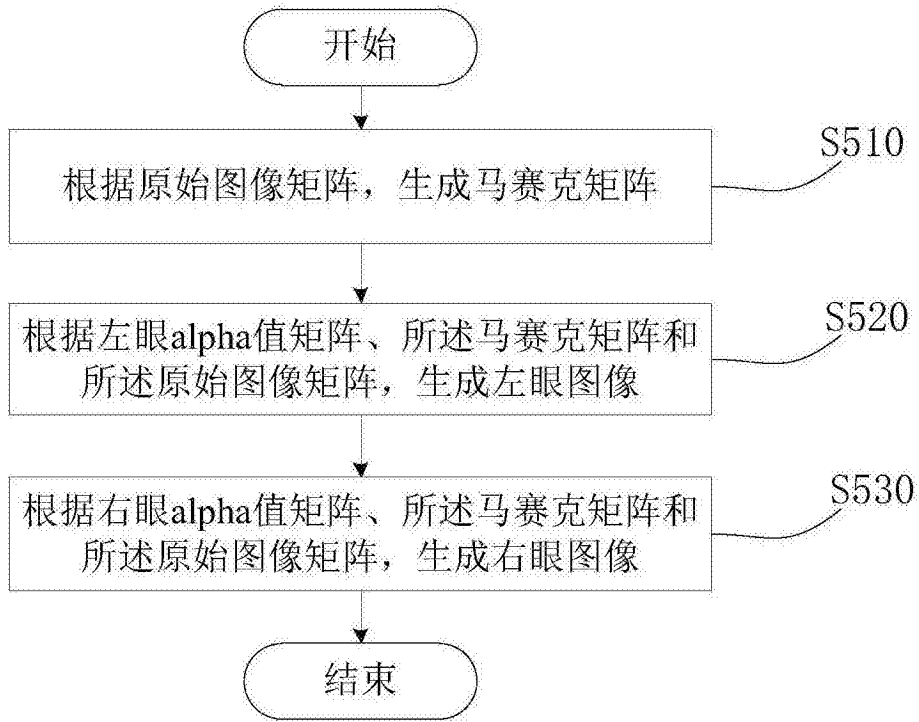 开始
S510
根据原始图像矩阵，生成马赛克矩阵
S520
根据左眼alpha值矩阵、所述马赛克矩阵和
所述原始图像矩阵，生成左眼图像
S530
根据右眼alpha值矩阵、所述马赛克矩阵和
所述原始图像矩阵，生成右眼图像
结束